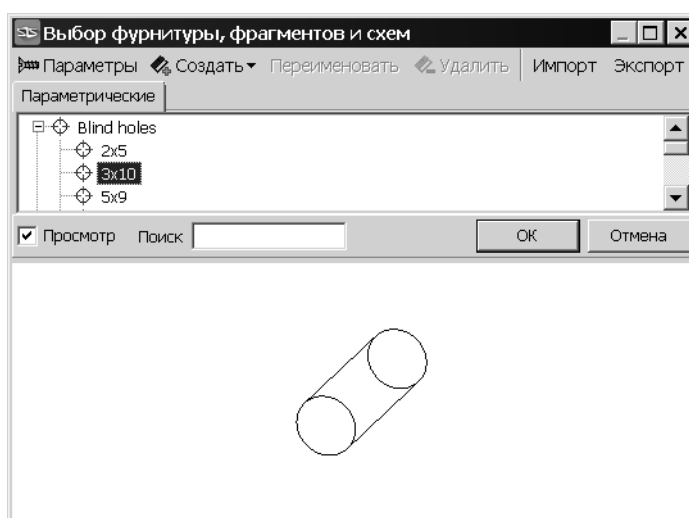 Выбор фурнитуры, фрагментов и схем
Параметры Создать Переименовать Удалить Импорт Экспорт
Параметрические
Blind holes
2x5
3x10
5x9
Просмотр Поиск ОК Отмена